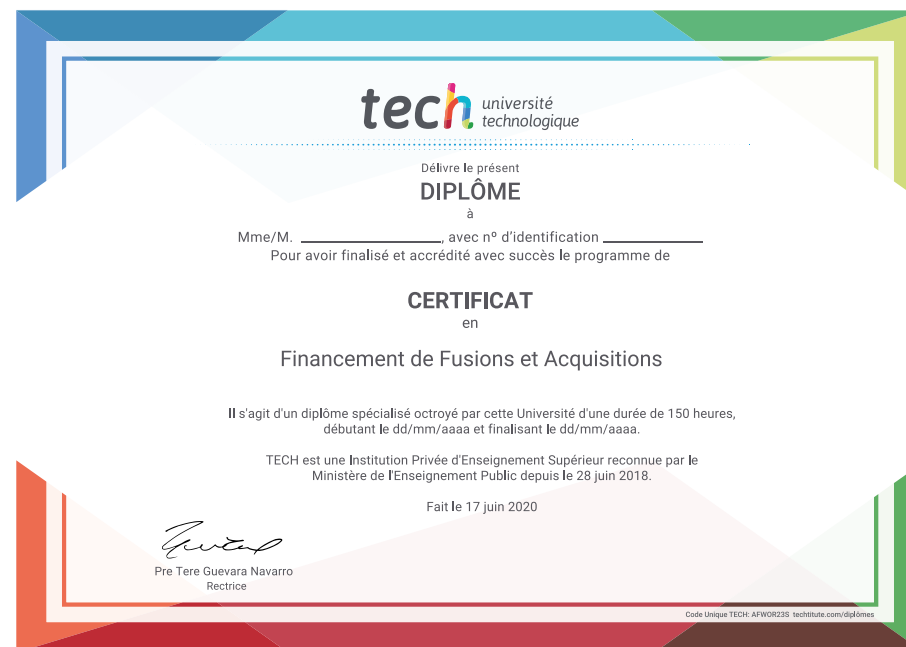 tech université
technologique
Délivre le présent
DIPLÔME
à
Mme/M. ____________________, avec nº d'identification ______________
Pour avoir finalisé et accrédité avec succès le programme de
CERTIFICAT
en
Financement de Fusions et Acquisitions
Il s'agit d'un diplôme spécialisé octroyé par cette Université d'une durée de 150 heures,
débutant le dd/mm/aaaa et finalisant le dd/mm/aaaa.
TECH est une Institution Privée d'Enseignement Supérieur reconnue par le
Ministère de l'Enseignement Public depuis le 28 juin 2018.
Fait le 17 juin 2020
Pre Tere Guevara Navarro
Rectrice
Code Unique TECH: AFWOR23S techtitute.com/diplômes